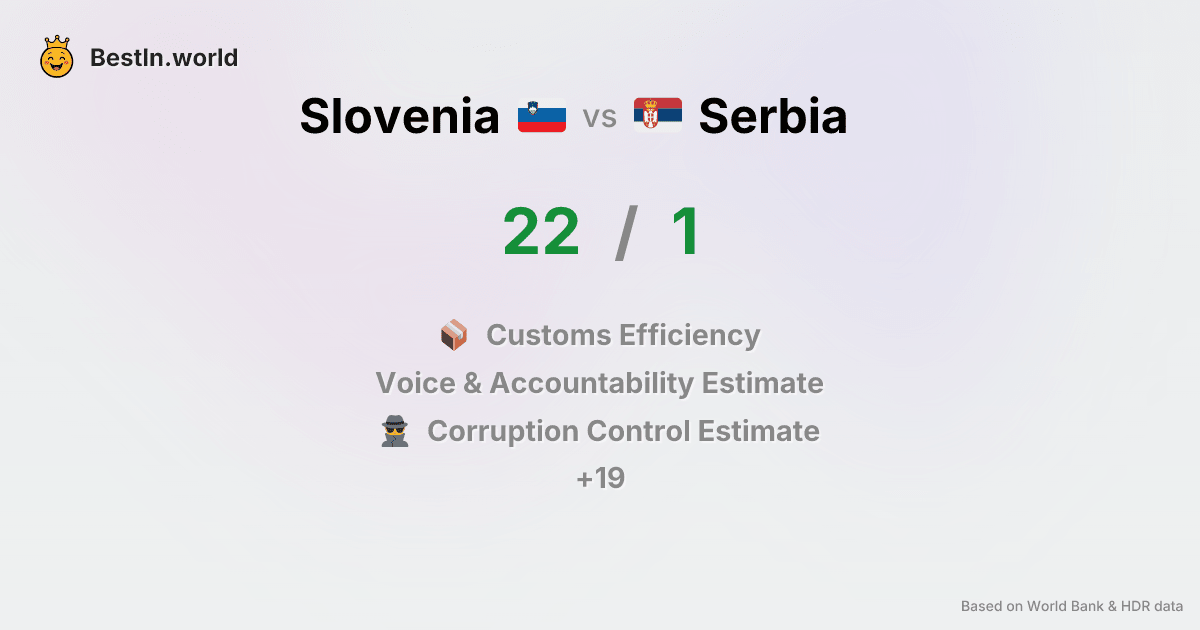 BestIn.world
Slovenia vs Serbia
22 / 1
Customs Efficiency
Voice & Accountability Estimate
Corruption Control Estimate
+19
Based on World Bank & HDR data